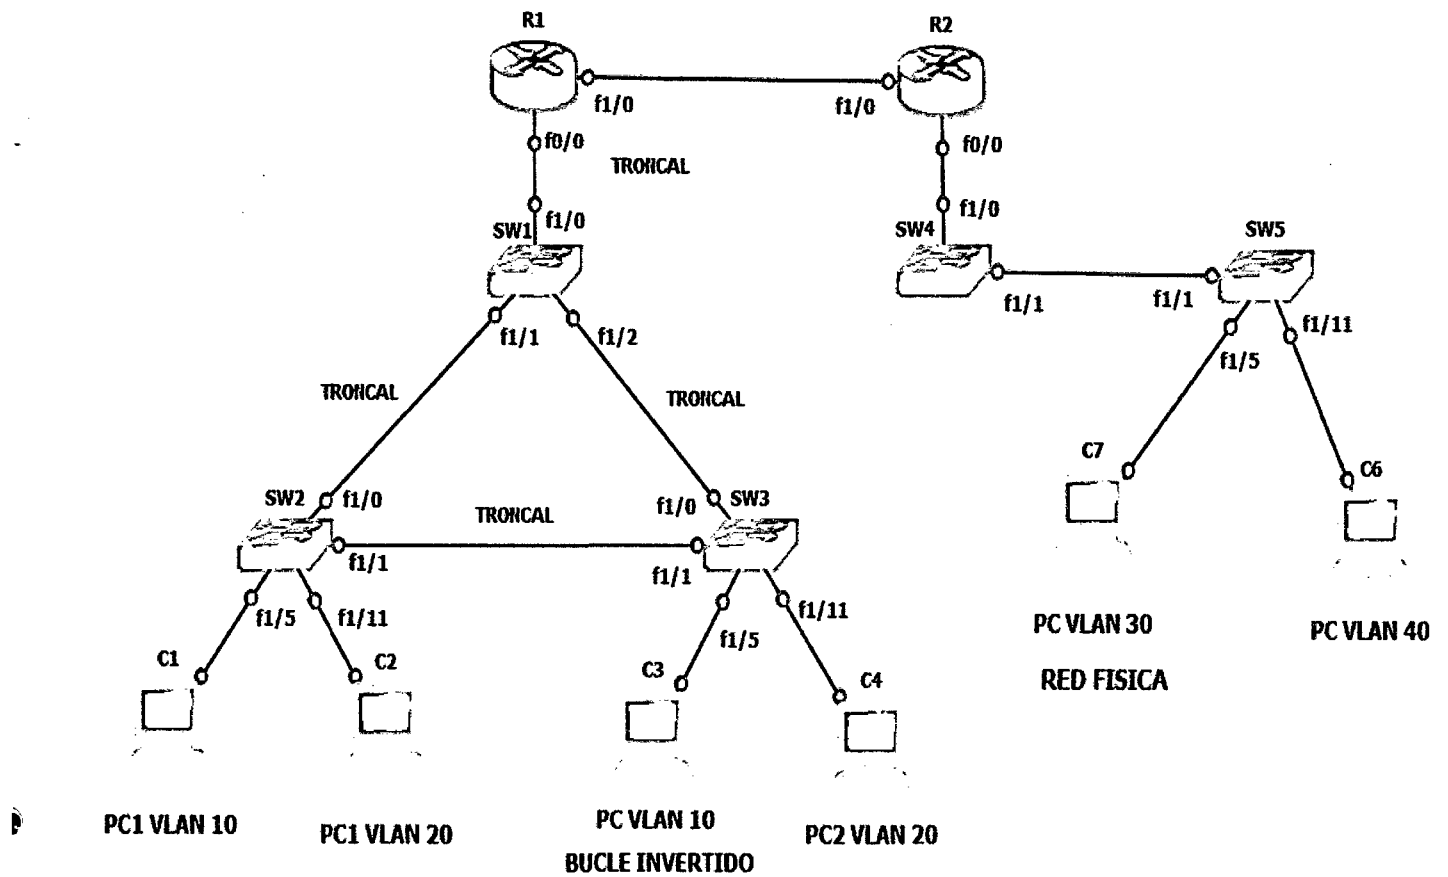 R1
R2
f1/0
f1/0
f0/0
f0/0
TRONCAL
f1/0
f1/0
SW1
SW4
SW5
f1/1
f1/1
f1/1
f1/2
f1/11
f1/5
TRONCAL
TRONCAL
C7
C6
SW2
f1/0
f1/0
SW3
TRONCAL
f1/1
f1/1
f1/5
f1/11
f1/5
f1/11
PC VLAN 30
PC VLAN 40
C1
C2
C3
C4
RED FISICA
PC1 VLAN 10
PC1 VLAN 20
PC VLAN 10
PC2 VLAN 20
BUCLE INVERTIDO